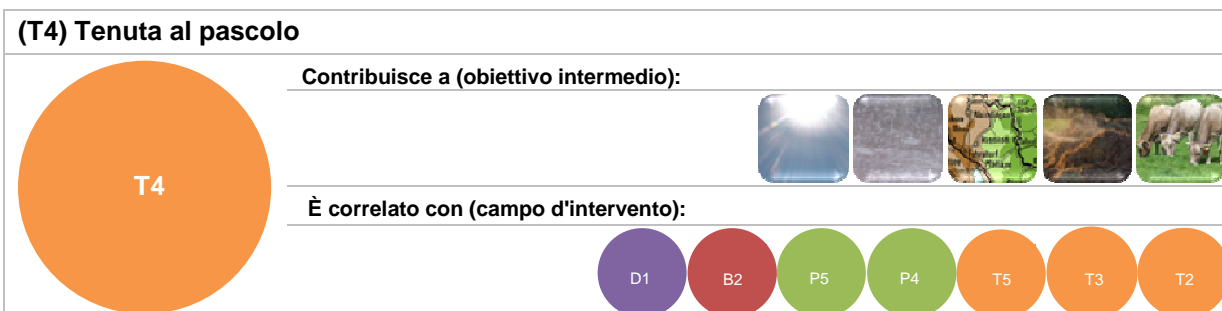 (T4) Tenuta al pascolo
Contribuisce a (obiettivo intermedio):
T4
È correlato con (campo d'intervento):
D1 B2 P5 P4 T5 T3 T2